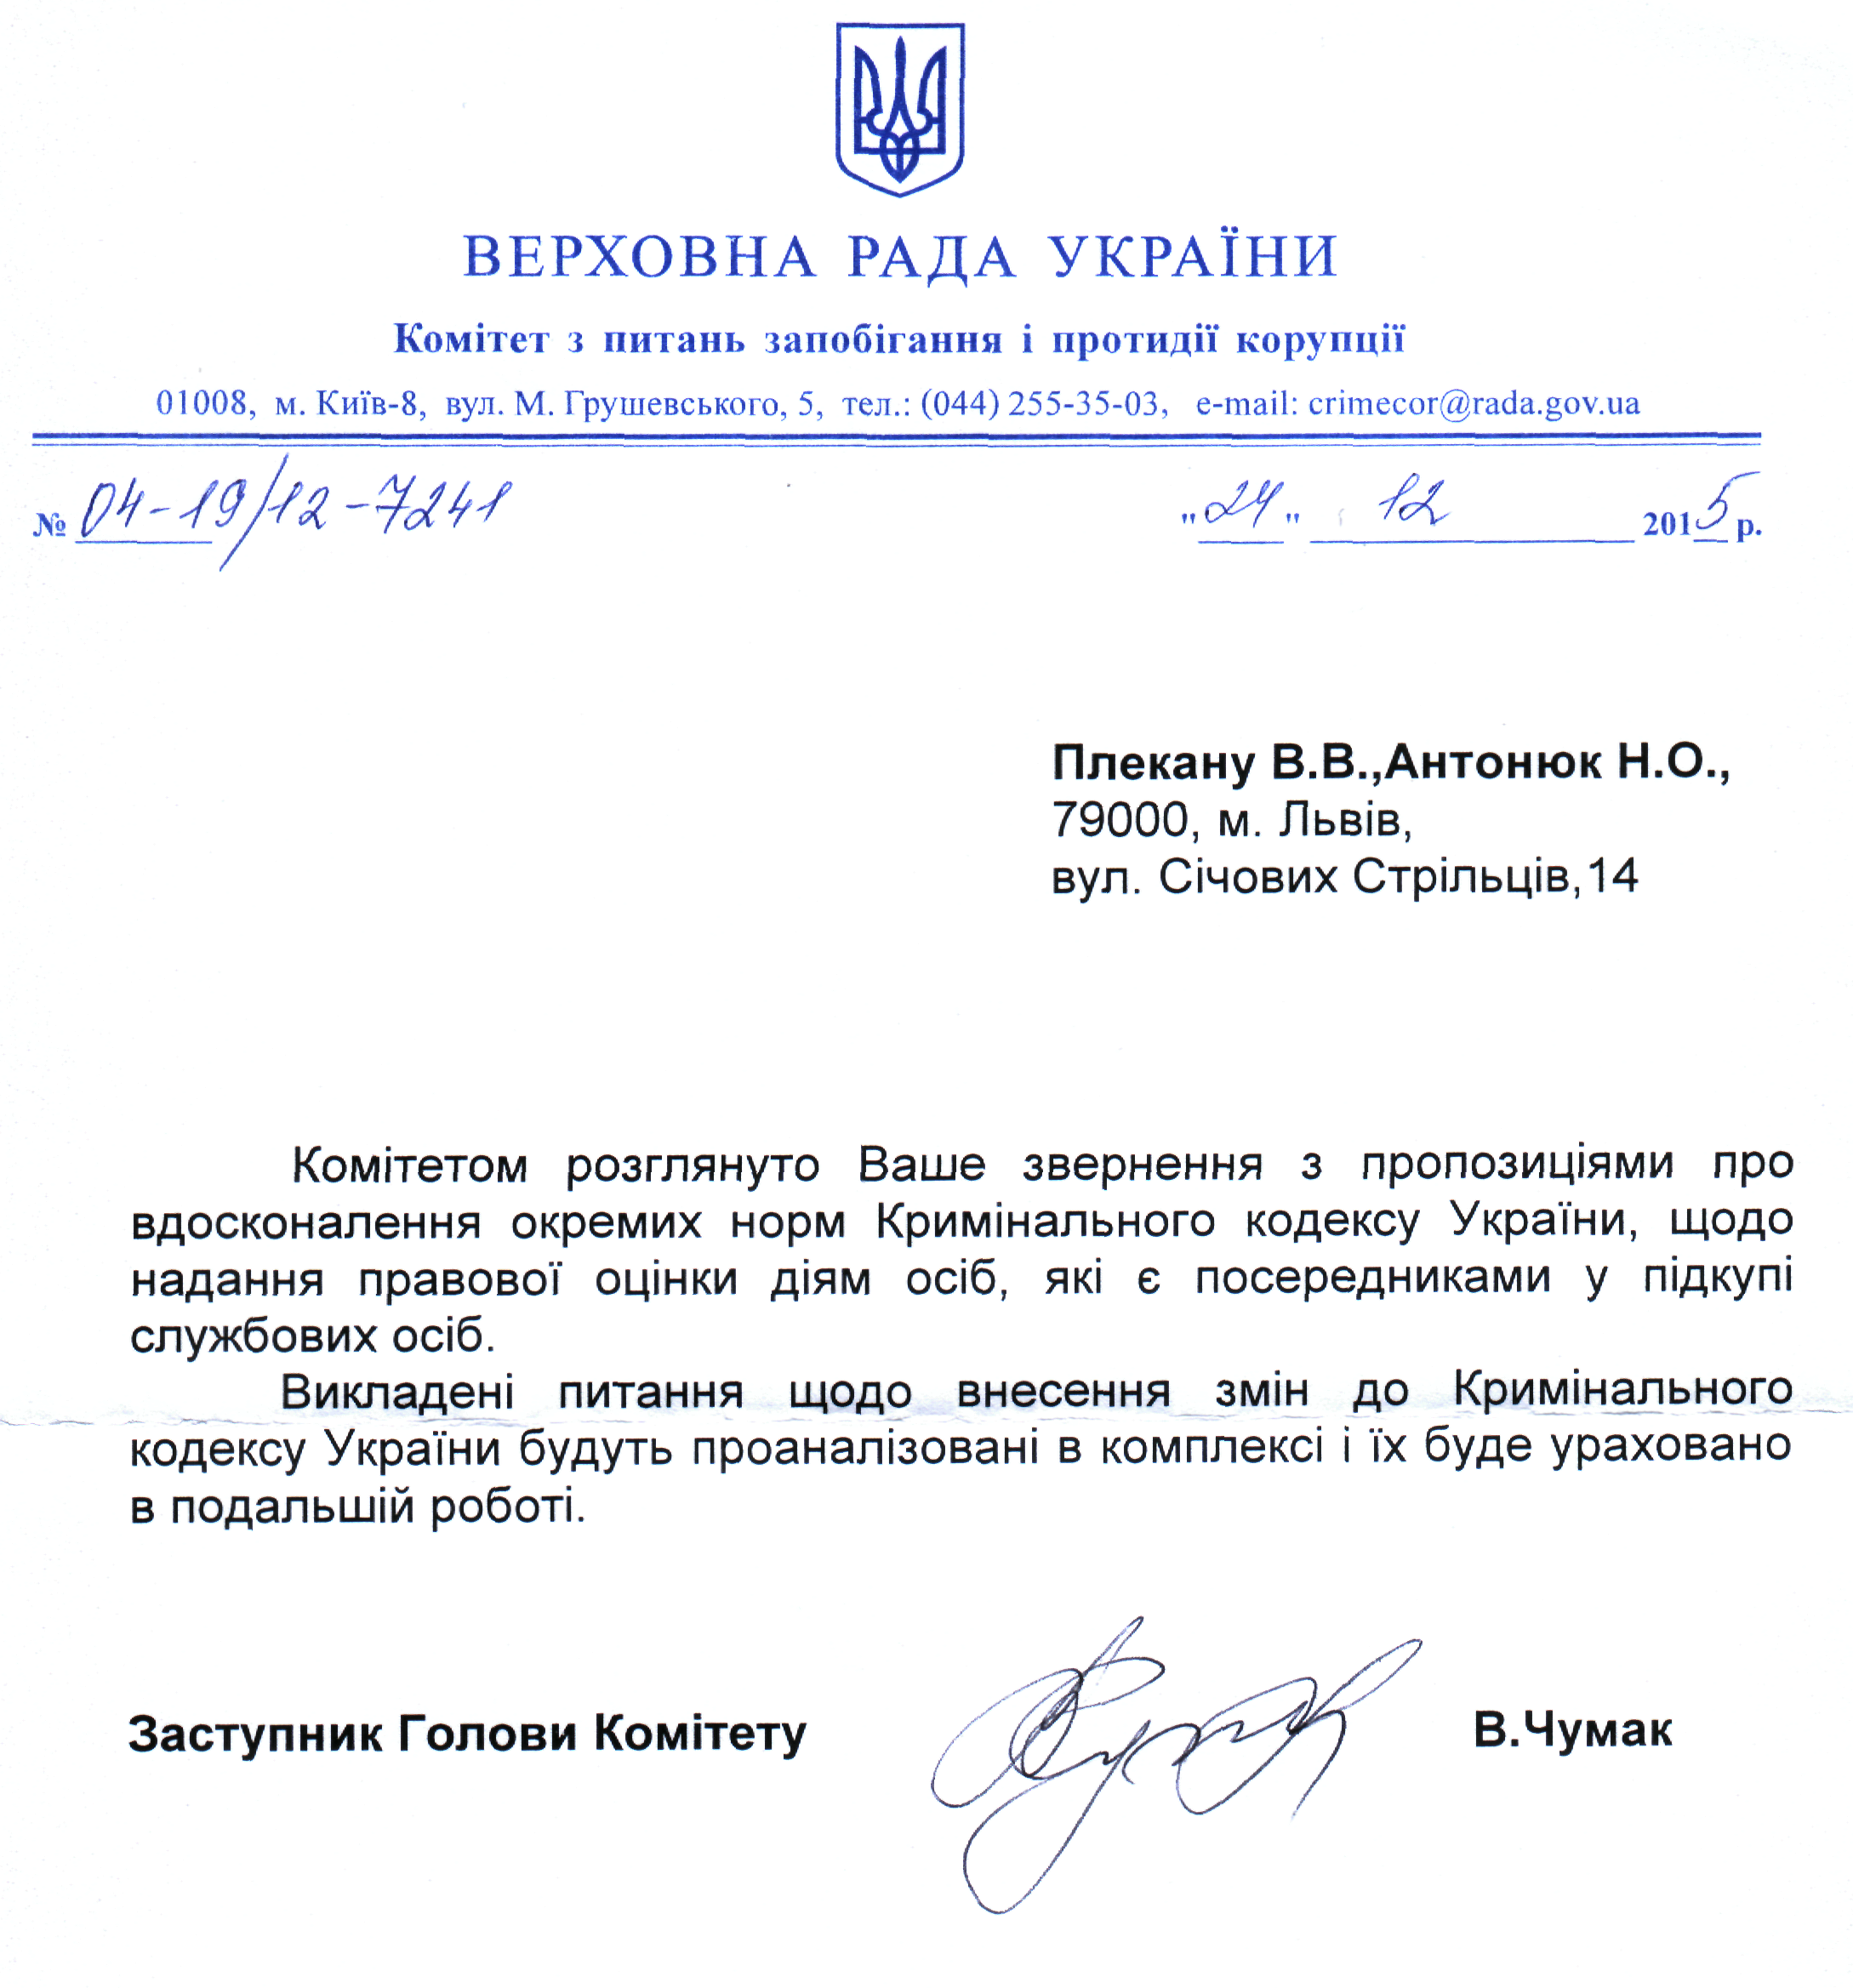 ВЕРХОВНА РАДА УКРАЇНИ
Комітет з питань запобігання і протидії корупції
01008, м. Київ-8, вул. М. Грушевського, 5, тел.: (044) 255-35-03, e-mail: crimecor@rada.gov.ua
№ 04-19/12-7241 "24" 12 2015 р.
Плекану В.В.,Антонюк Н.О.,
79000, м. Львів,
вул. Січових Стрільців,14
Комітетом розглянуто Ваше звернення з пропозиціями про
вдосконалення окремих норм Кримінального кодексу України, щодо
надання правової оцінки діям осіб, які є посередниками у підкупі
службових осіб.
Викладені питання щодо внесення змін до Кримінального
кодексу України будуть проаналізовані в комплексі і їх буде ураховано
в подальшій роботі.
Заступник Голови Комітету В.Чумак